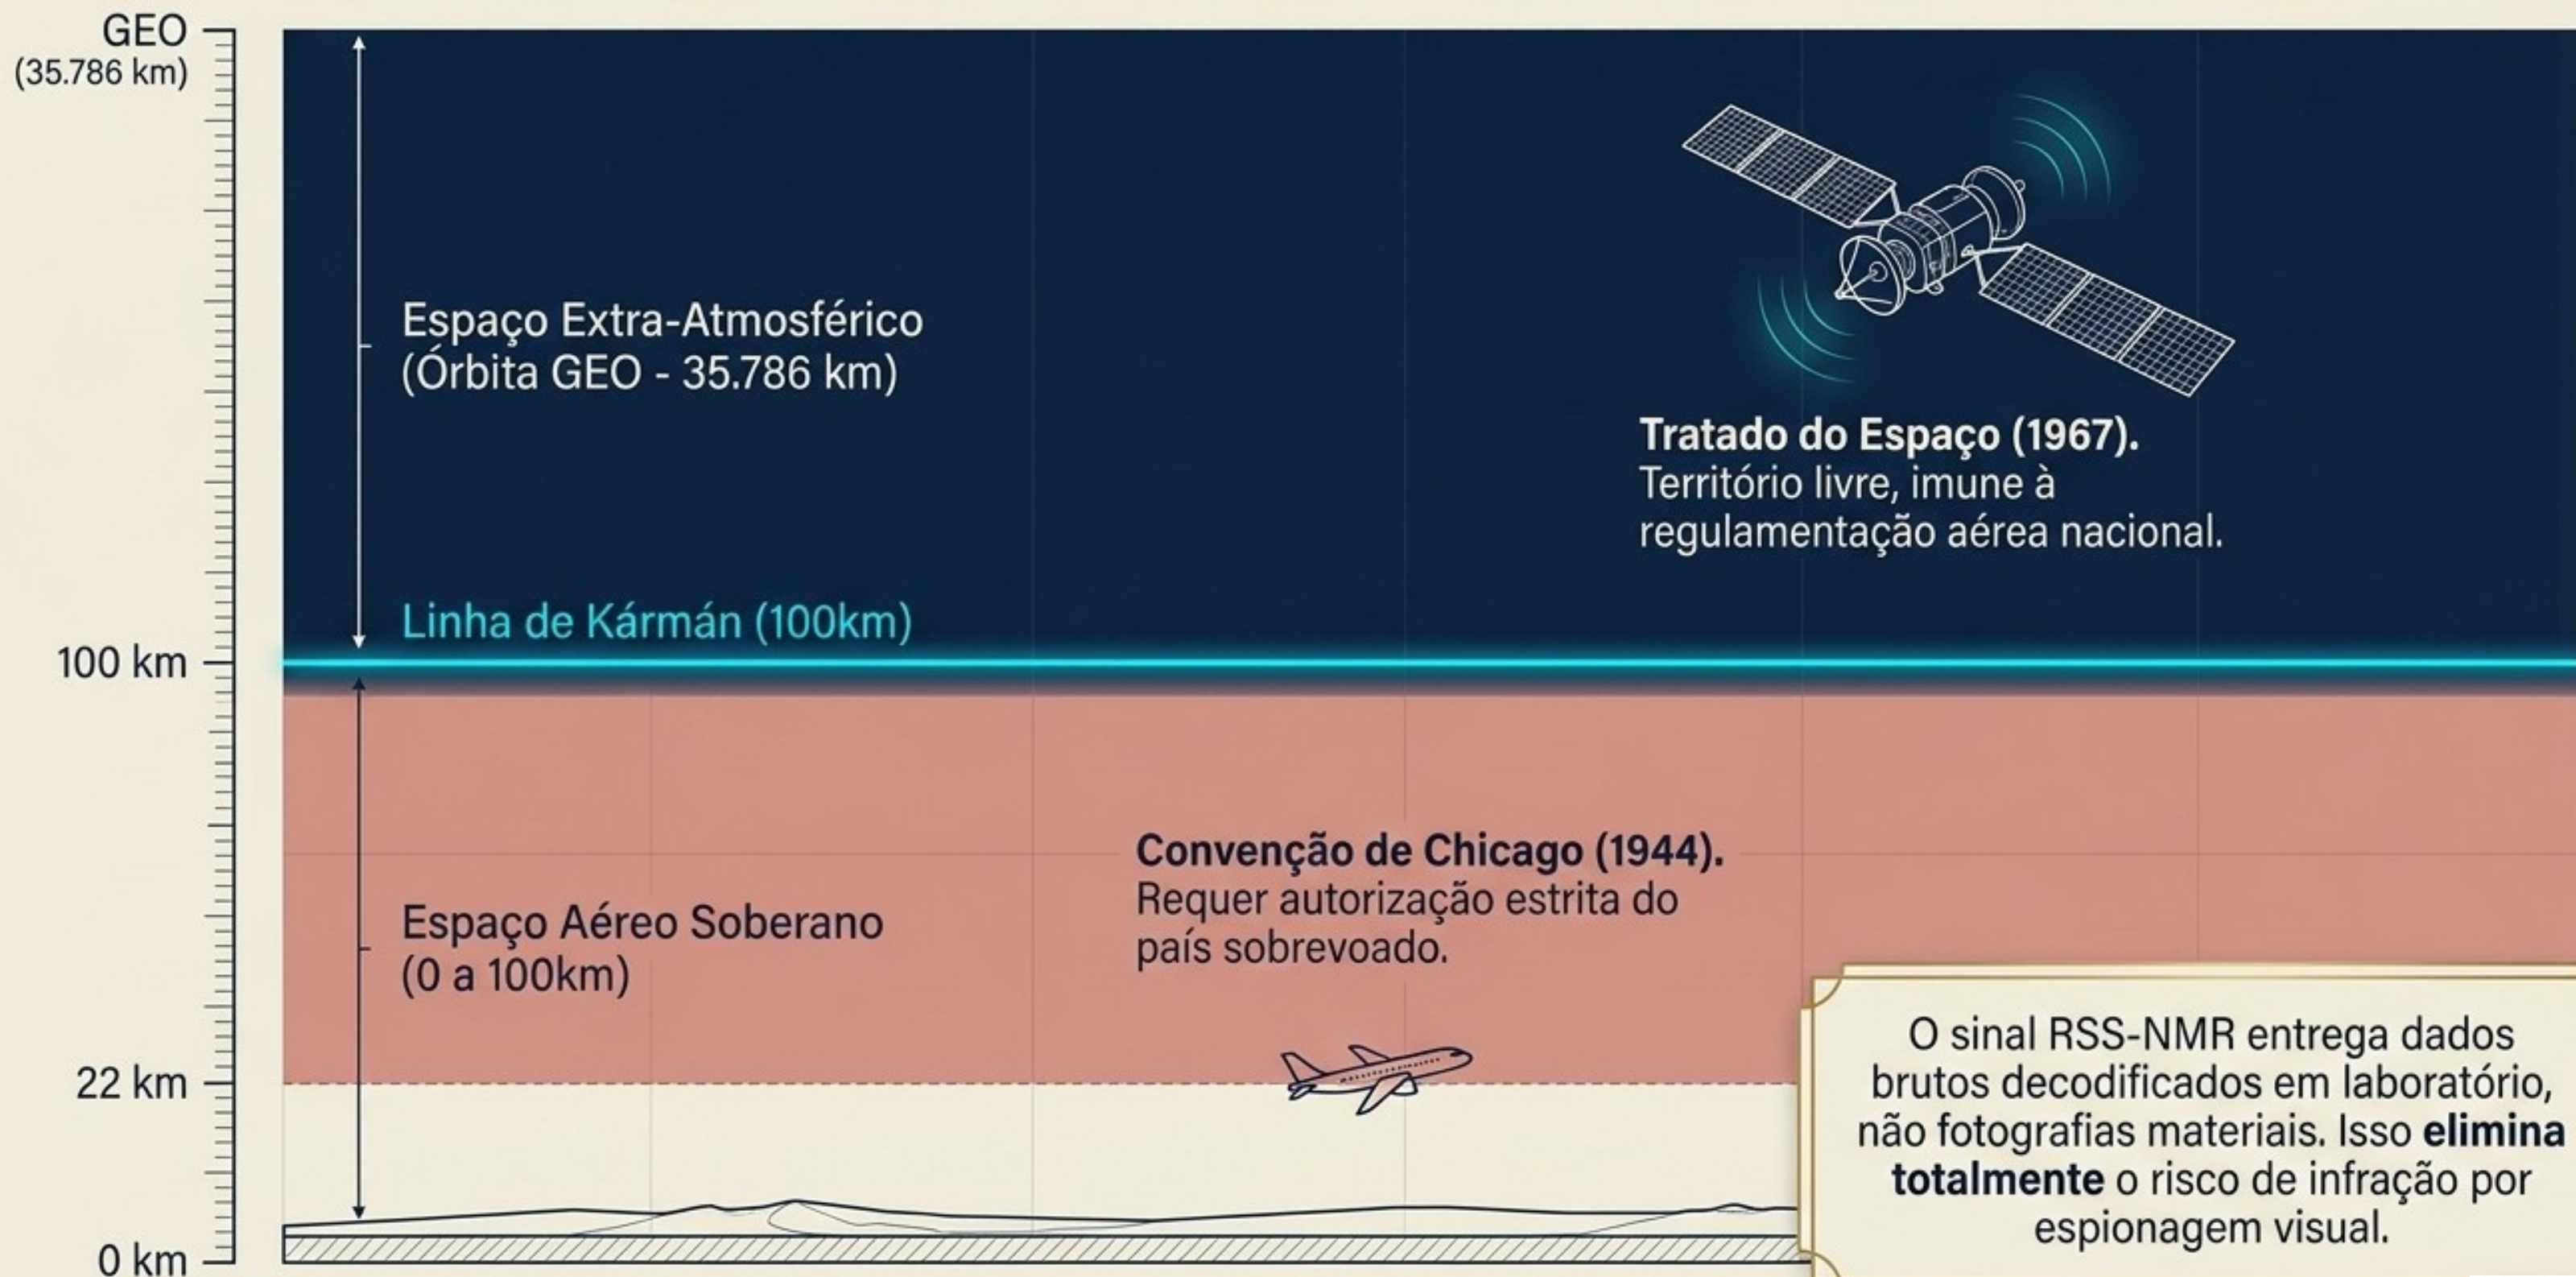 GEO
(35.786 km)
Espaço Extra-Atmosférico
(Órbita GEO - 35.786 km)
Tratado do Espaço (1967).
Território livre, imune à
regulamentação aérea nacional.
Linha de Kármán (100km)
100 km
Convenção de Chicago (1944).
Requer autorização estrita do
país sobrevoado.
Espaço Aéreo Soberano
(0 a 100km)
22 km
O sinal RSS-NMR entrega dados
brutos decodificados em laboratório,
não fotografias materiais. Isso elimina
totalmente o risco de infração por
espionagem visual.
0 km